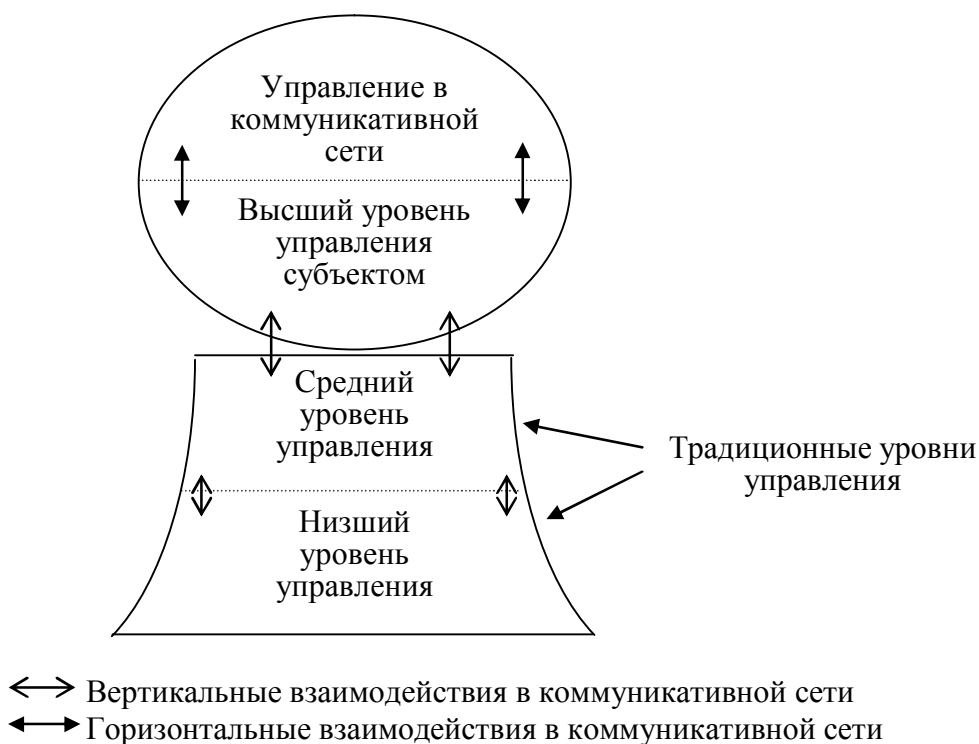 Управление в
коммуникативной
сети
Высший уровень
управления
субъектом
Средний
уровень
управления
Традиционные уровни
управления
Низший
уровень
управления
Вертикальные взаимодействия в коммуникативной сети
Горизонтальные взаимодействия в коммуникативной сети